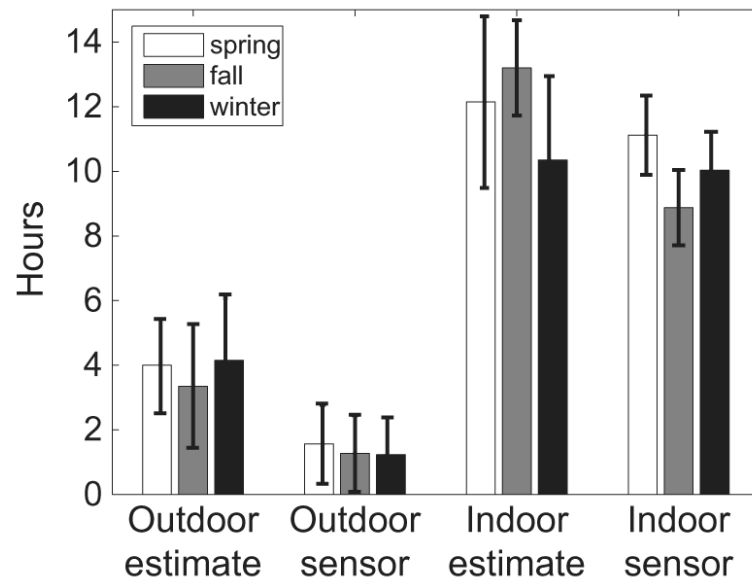 14
12
10
8
6
4
2
0
Hours
spring
fall
winter
Outdoor estimate
Outdoor sensor
Indoor estimate
Indoor sensor